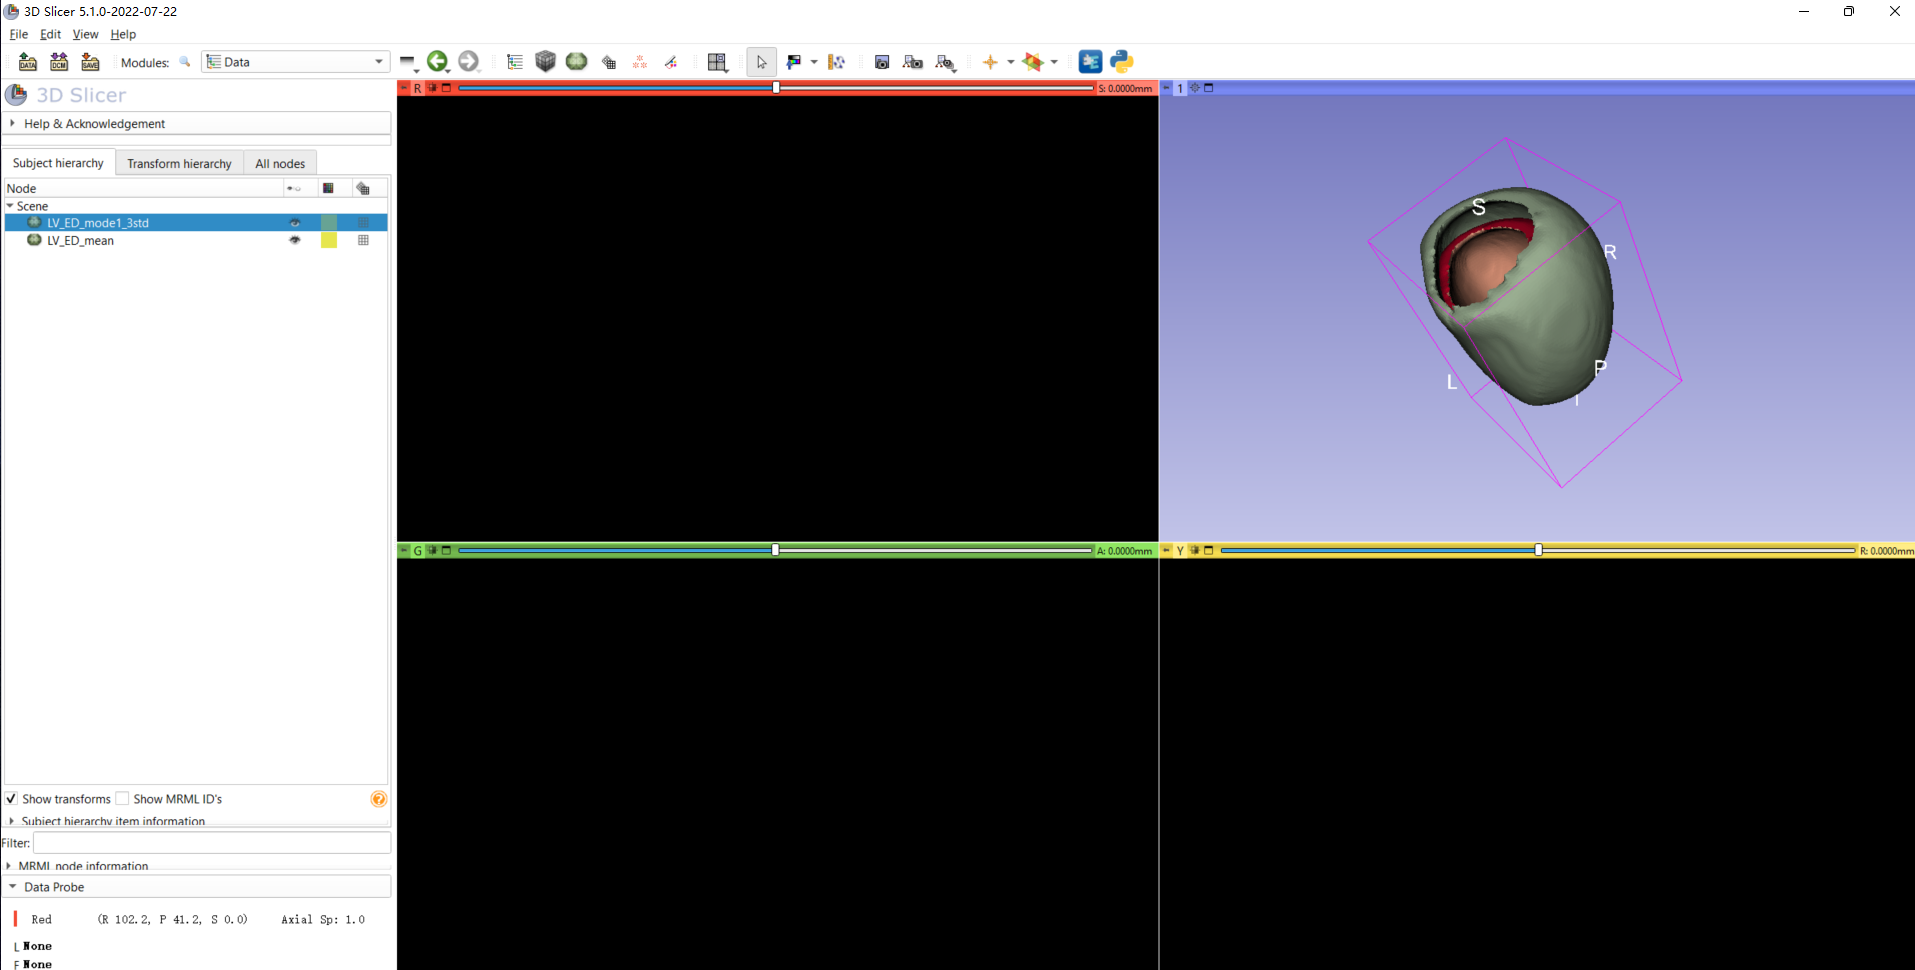 3D Slicer 5.1.0-2022-07-22
File Edit View Help
DATA DCM SAVE Modules: Data
R S: 0.0000mm
1
3D Slicer
Help & Acknowledgement
Subject hierarchy Transform hierarchy All nodes
Node
Scene
LV_ED_mode1_3std
LV_ED_mean
S
R
L
P
I
G A: 0.0000mm
Y R: 0.0000mm
Show transforms Show MRML ID's
Subject hierarchy item information
Filter:
MRML node information
Data Probe
Red (R 102.2, P 41.2, S 0.0) Axial Sp: 1.0
L None
F None